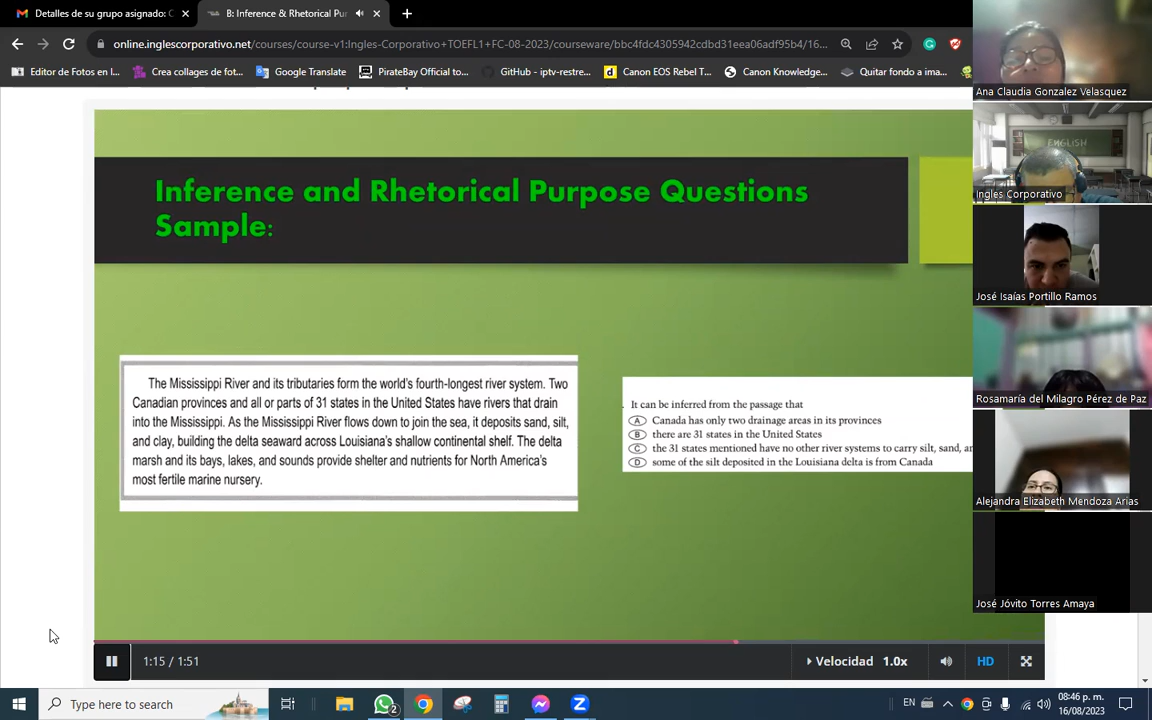 Detalles de su grupo asignado: C
B: Inference & Rhetorical Pur
online.inglescorporativo.net/courses/course-v1:Ingles-Corporativo+TOEFL1+FC-08-2023/courseware/bbc4fdc4305942cdbd31eea06adf95b4/16...
Editor de Fotos en l...
Crea collages de fot...
Google Translate
PirateBay Official to...
GitHub - iptv-restre...
Canon EOS Rebel T...
Canon Knowledge...
Quitar fondo a ima...
Inference and Rhetorical Purpose Questions
Sample:
The Mississippi River and its tributaries form the world's fourth-longest river system. Two
Canadian provinces and all or parts of 31 states in the United States have rivers that drain
into the Mississippi. As the Mississippi River flows down to join the sea, it deposits sand, silt,
and clay, building the delta seaward across Louisiana's shallow continental shelf. The delta
marsh and its bays, lakes, and sounds provide shelter and nutrients for North America's
most fertile marine nursery.
. It can be inferred from the passage that
A Canada has only two drainage areas in its provinces
B there are 31 states in the United States
C the 31 states mentioned have no other river systems to carry silt, sand, an
D some of the silt deposited in the Louisiana delta is from Canada
1:15 / 1:51
Velocidad 1.0x
HD
Ana Claudia Gonzalez Velasquez
ENGLISH
Ingles Corporativo
José Isaías Portillo Ramos
Rosamaría del Milagro Pérez de Paz
Alejandra Elizabeth Mendoza Arias
José Jóvito Torres Amaya
Type here to search
2
EN
08:46 p. m.
16/08/2023